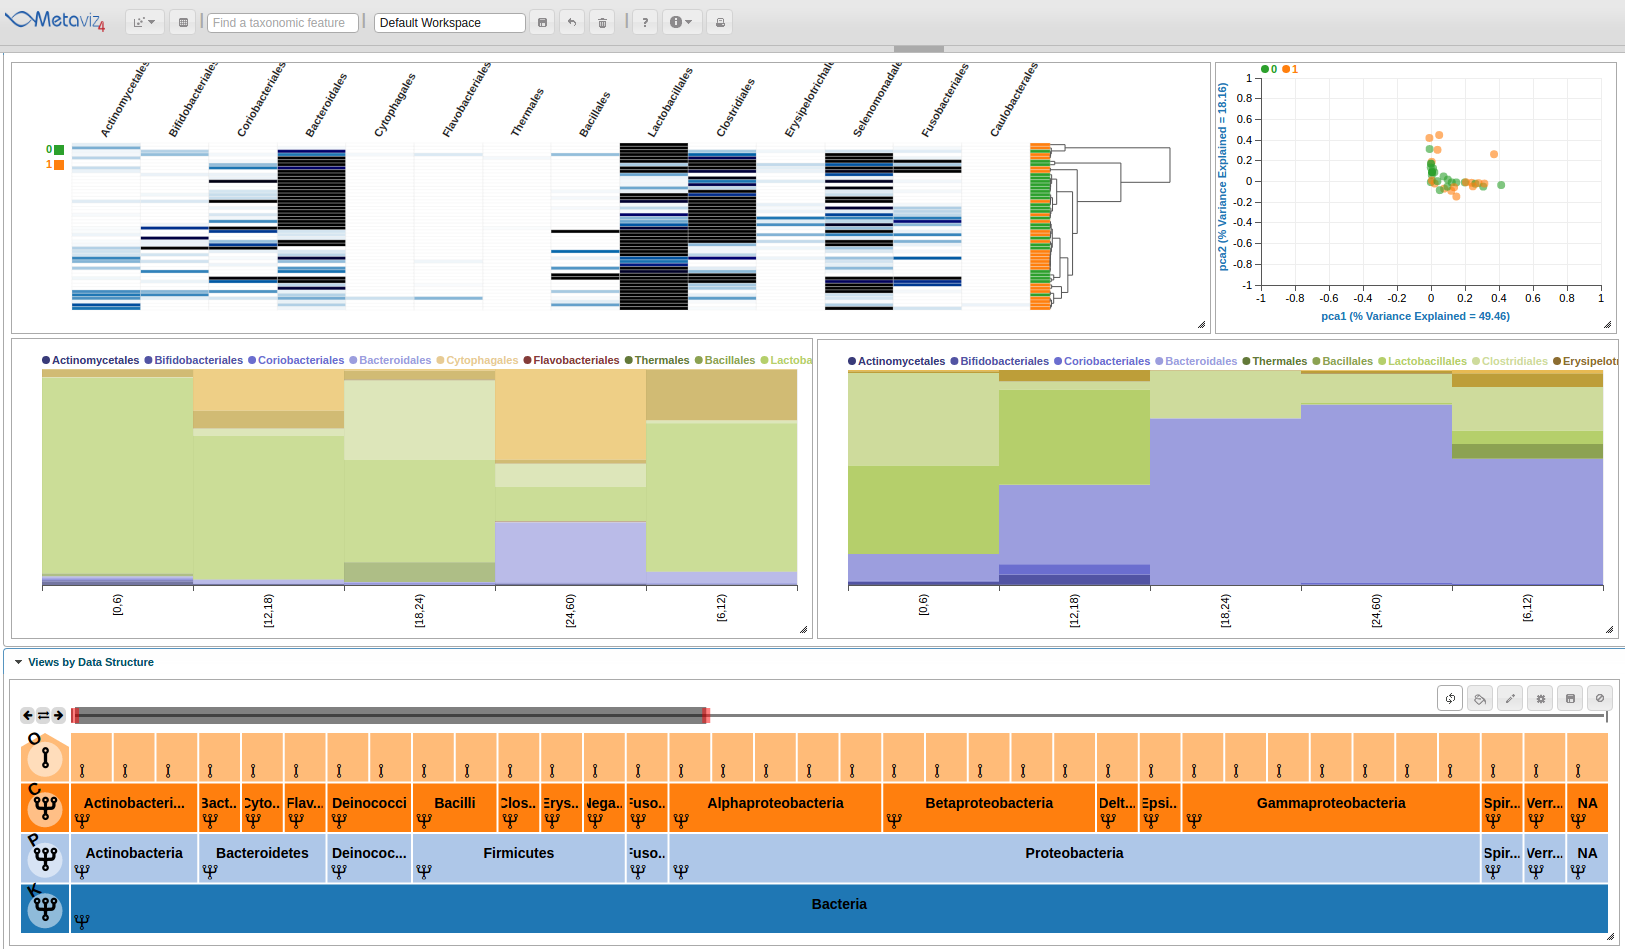 Metaviz 4
Find a taxonomic feature
Default Workspace
?
Actinomycetales
Bifidobacteriales
Coriobacteriales
Bacteroidales
Cytophagales
Flavobacteriales
Thermales
Bacillales
Lactobacillales
Clostridiales
Erysipelotrichale
Selenomonadale
Fusobacteriales
Caulobacterales
0
1
0 1
pca2 (% Variance Explained = 18.16)
1
0.8
0.6
0.4
0.2
0
-0.2
-0.4
-0.6
-0.8
-1
-1 -0.8 -0.6 -0.4 -0.2 0 0.2 0.4 0.6 0.8 1
pca1 (% Variance Explained = 49.46)
Actinomycetales Bifidobacteriales Coriobacteriales Bacteroidales Cytophagales Flavobacteriales Thermales Bacillales Lactoba
[0,6) [12,18) [18,24) [24,60) [6,12)
Actinomycetales Bifidobacteriales Coriobacteriales Bacteroidales Thermales Bacillales Lactobacillales Clostridiales Erysipelot
[0,6) [12,18) [18,24) [24,60) [6,12)
Views by Data Structure
O
C Actinobacteri... Bact.. Cyto.. Flav... Deinococci Bacilli Clos.. Erys.. Nega.. Fuso.. Alphaproteobacteria Betaproteobacteria Delt... Epsi.. Gammaproteobacteria Spir... Verr... NA
P Actinobacteria Bacteroidetes Deinococ... Firmicutes Fuso.. Proteobacteria Spir... Verr... NA
K Bacteria